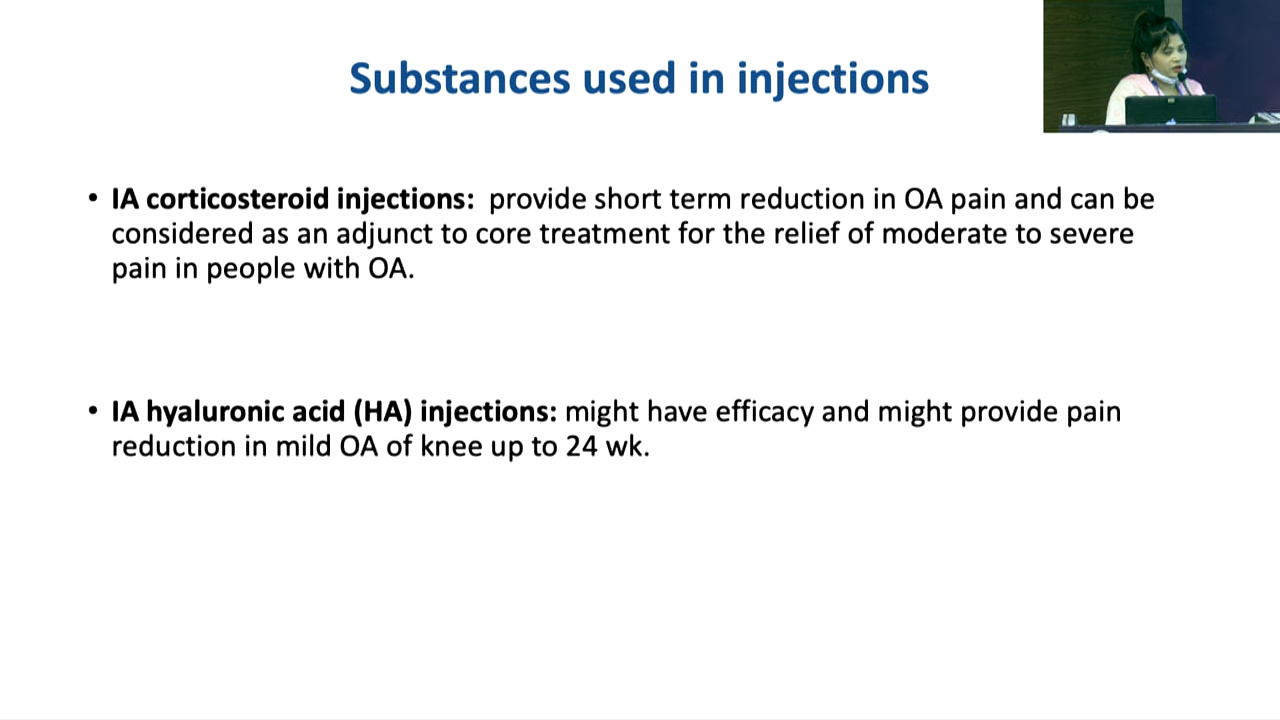 Substances used in injections
• IA corticosteroid injections: provide short term reduction in OA pain and can be
considered as an adjunct to core treatment for the relief of moderate to severe
pain in people with OA.
• IA hyaluronic acid (HA) injections: might have efficacy and might provide pain
reduction in mild OA of knee up to 24 wk.